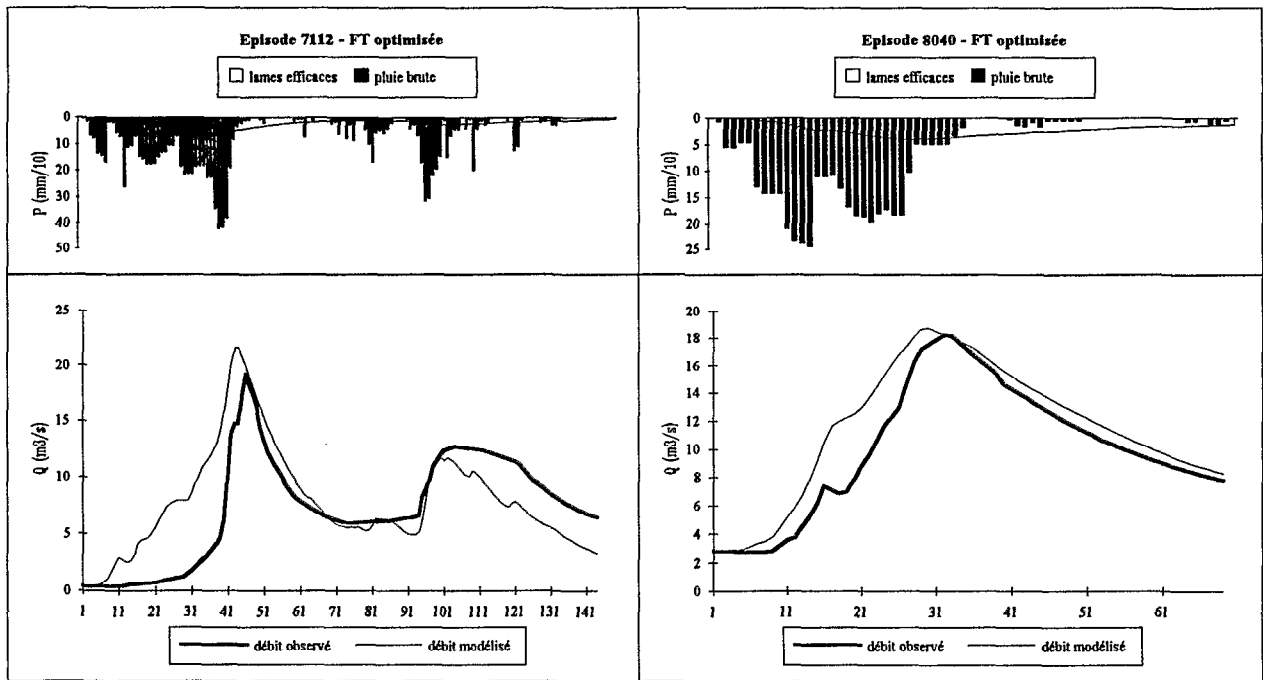 Episode 7112 - FT optimisée
lames efficaces pluie brute
P (mm/10)
0
10
20
30
40
50
Q (m3/s)
25
20
15
10
5
0
1 11 21 31 41 51 61 71 81 91 101 111 121 131 141
débit observé débit modélisé
Episode 8040 - FT optimisée
lames efficaces pluie brute
P (mm/10)
0
5
10
15
20
25
Q (m3/s)
20
18
16
14
12
10
8
6
4
2
0
1 11 21 31 41 51 61
débit observé débit modélisé